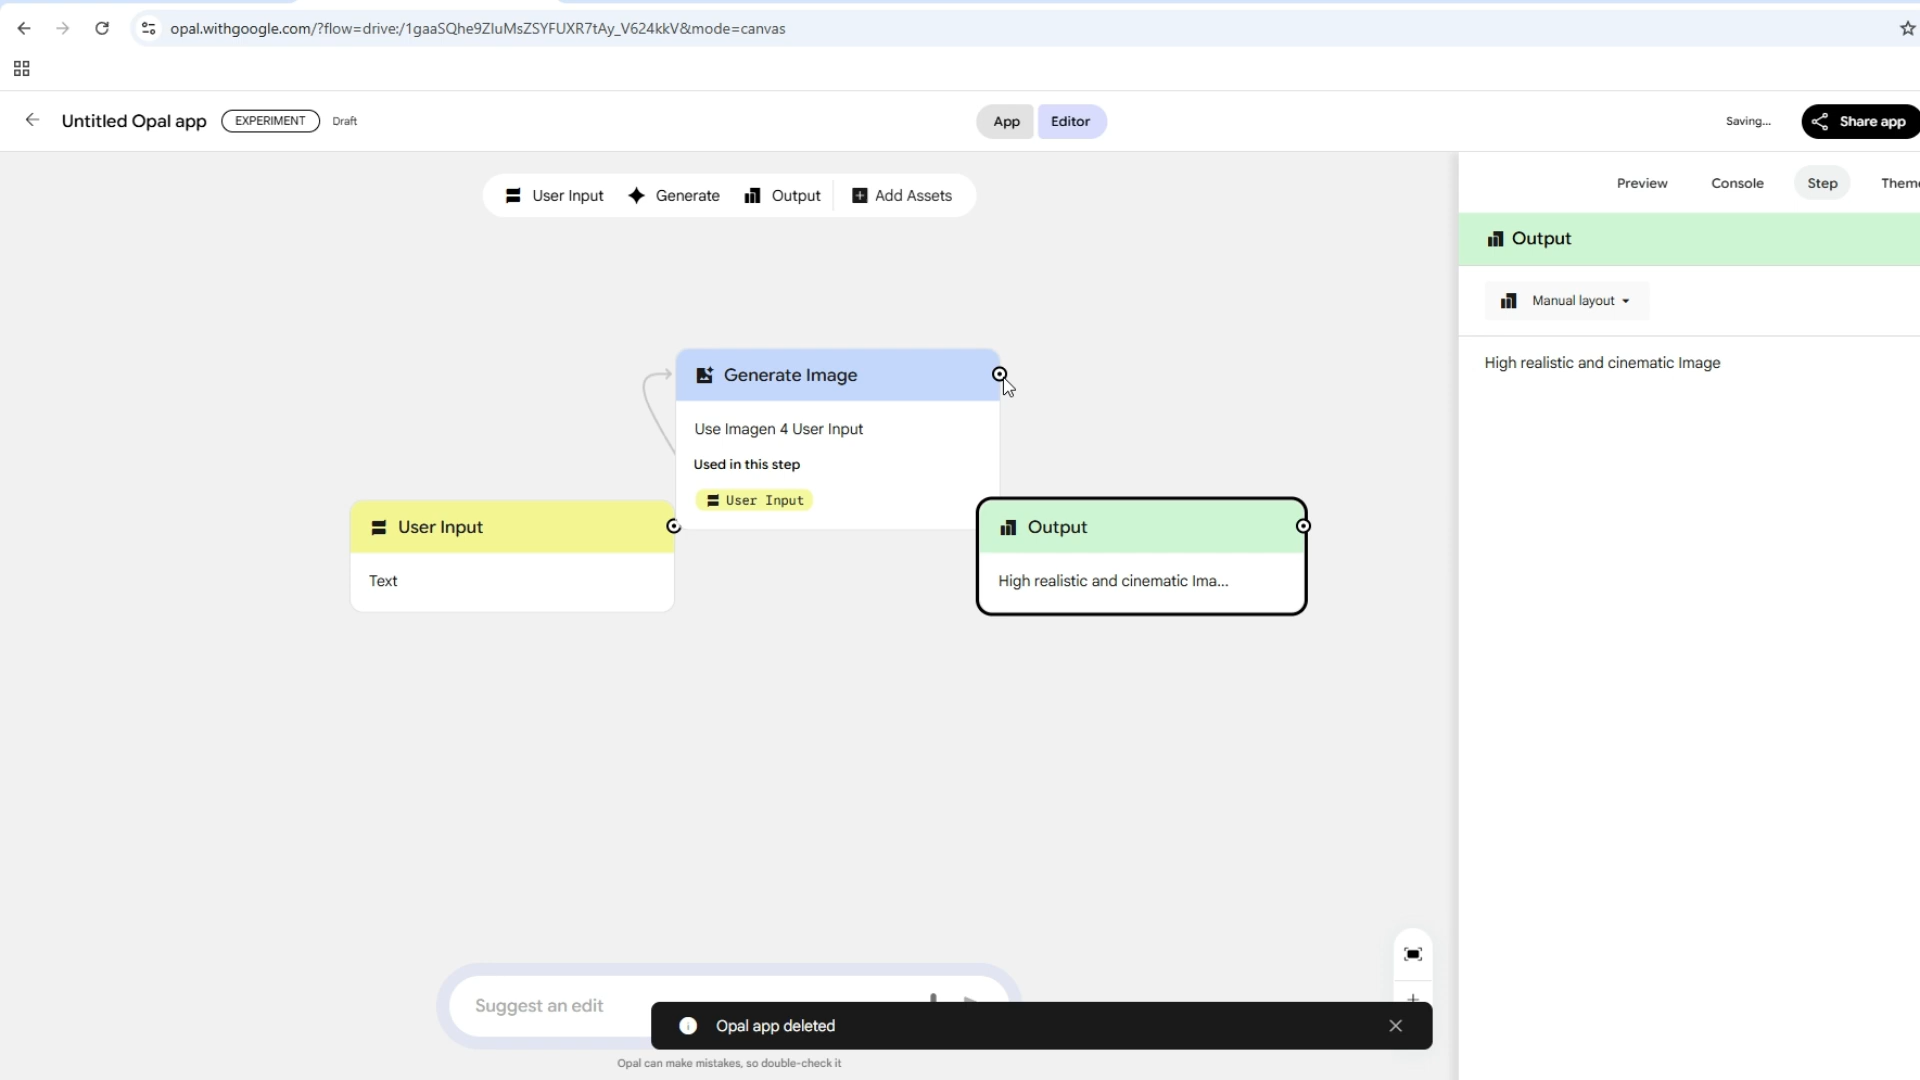 opal.withgoogle.com/?flow=drive:/1gaaSQhe9ZIuMsZSYFUXR7tAy_V624kkV&mode=canvas
Untitled Opal app EXPERIMENT Draft App Editor Saving... Share app
User Input Generate Output Add Assets
Preview Console Step Theme
Output
Manual layout
High realistic and cinematic Image
Generate Image
Use Imagen 4 User Input
Used in this step
User Input
User Input
Text
Output
High realistic and cinematic Ima...
Suggest an edit
Opal app deleted
Opal can make mistakes, so double-check it